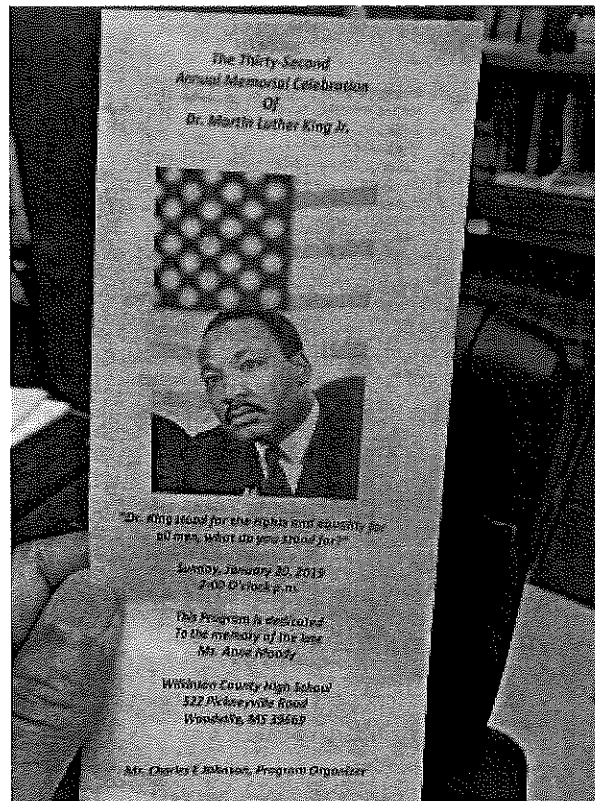 The Thirty-Second
Annual Memorial Celebration
Of
Dr. Martin Luther King Jr.
"Dr. King stood for the rights and equality for
all men, what do you stood for?"
Sunday, January 20, 2019
2:00 O'clock p.m.
This Program is dedicated
To the memory of the late
Ms. Anne Moody
Wilkinson County High School
522 Pickneyville Road
Woodville, MS 39669
Mr. Charles E Johnson, Program Organizer